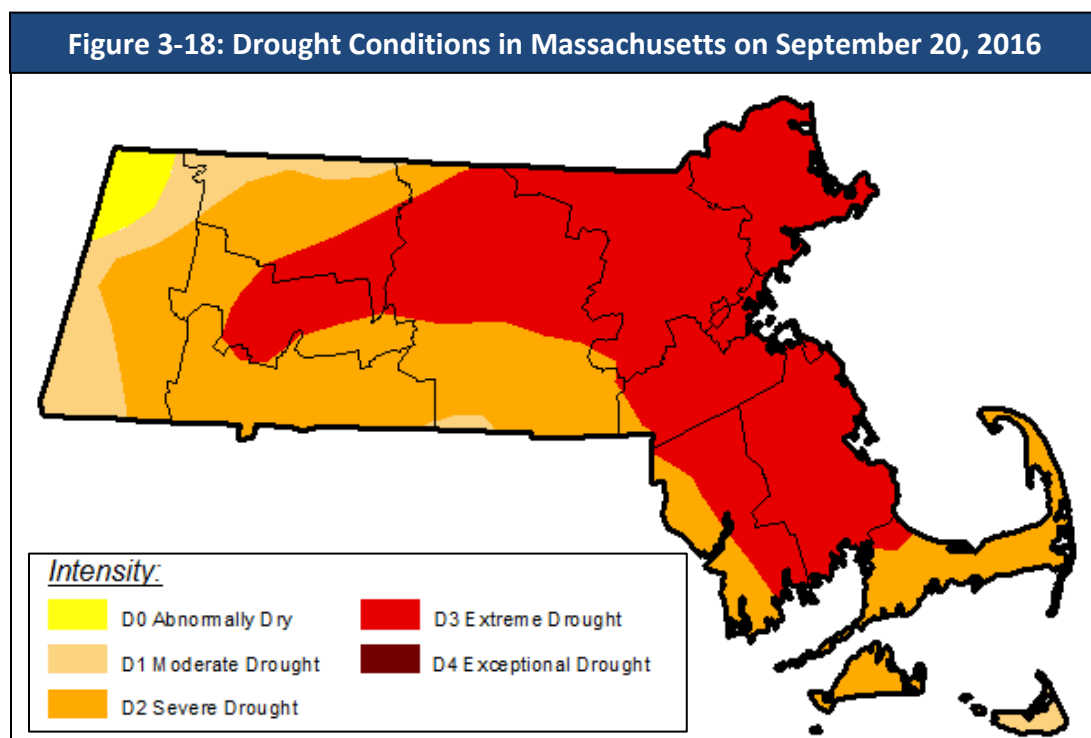 Figure 3-18: Drought Conditions in Massachusetts on September 20, 2016
Intensity:
D0 Abnormally Dry
D1 Moderate Drought
D2 Severe Drought
D3 Extreme Drought
D4 Exceptional Drought